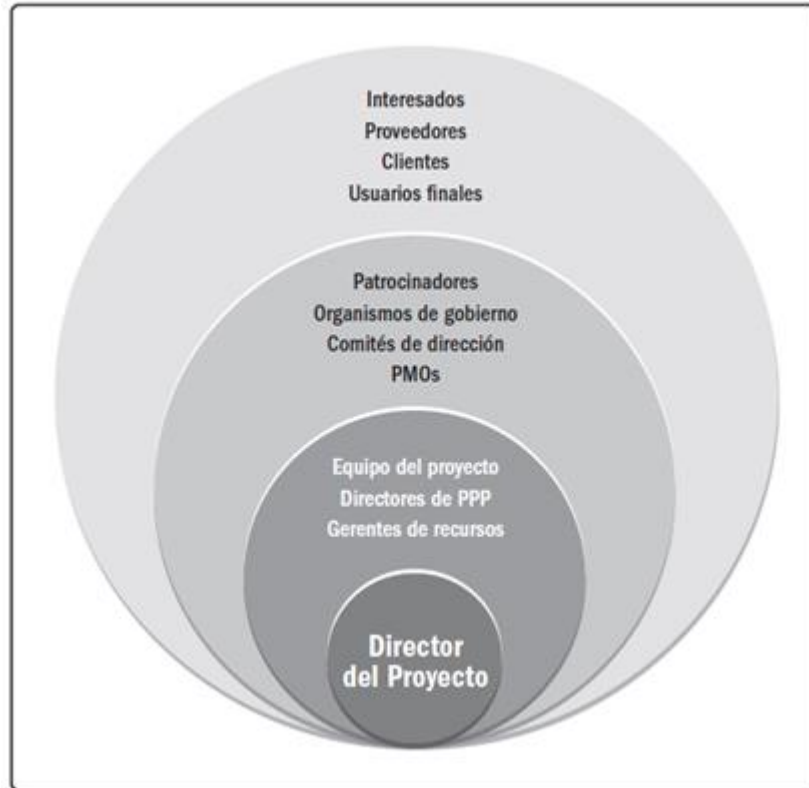 Interesados
Proveedores
Clientes
Usuarios finales
Patrocinadores
Organismos de gobierno
Comités de dirección
PMOs
Equipo del proyecto
Directores de PPP
Gerentes de recursos
Director
del Proyecto